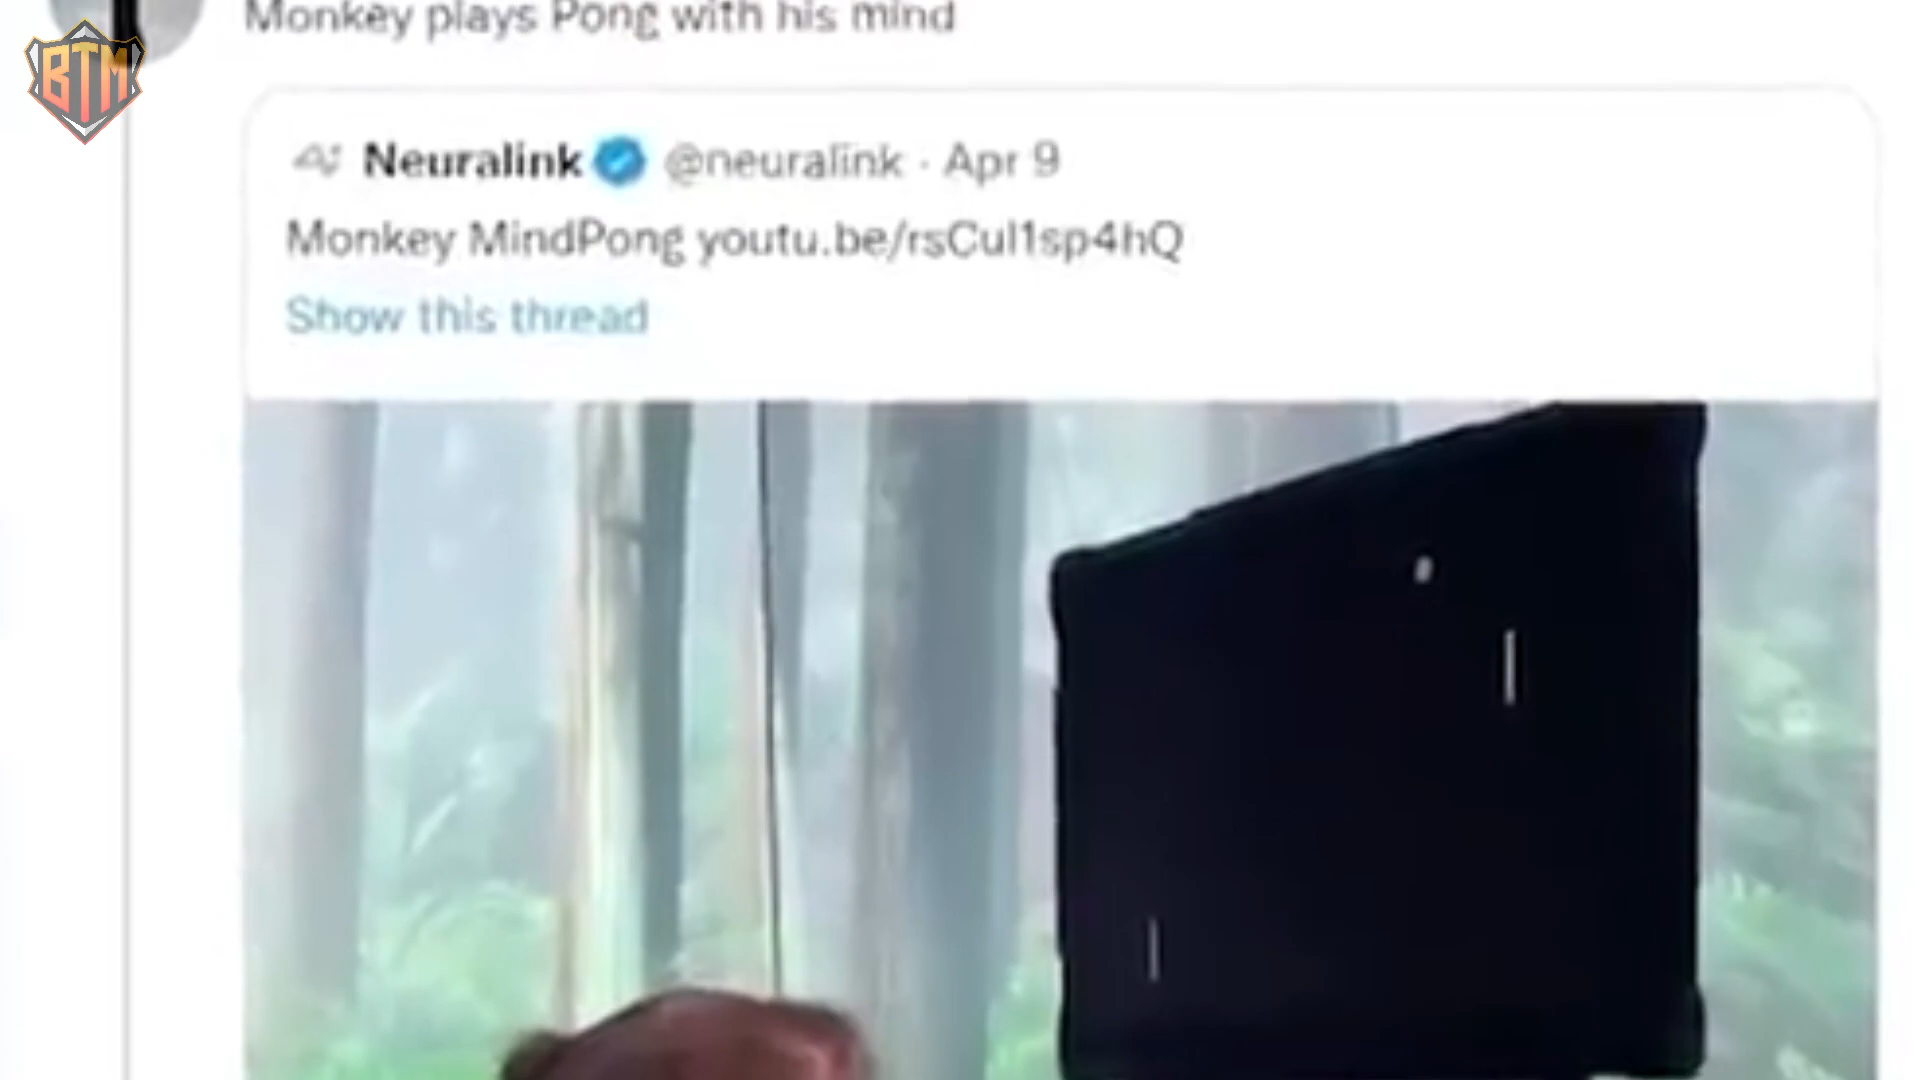 Monkey plays Pong with his mind
BTM
Neuralink @neuralink · Apr 9
Monkey MindPong youtu.be/rsCul1sp4hQ
Show this thread